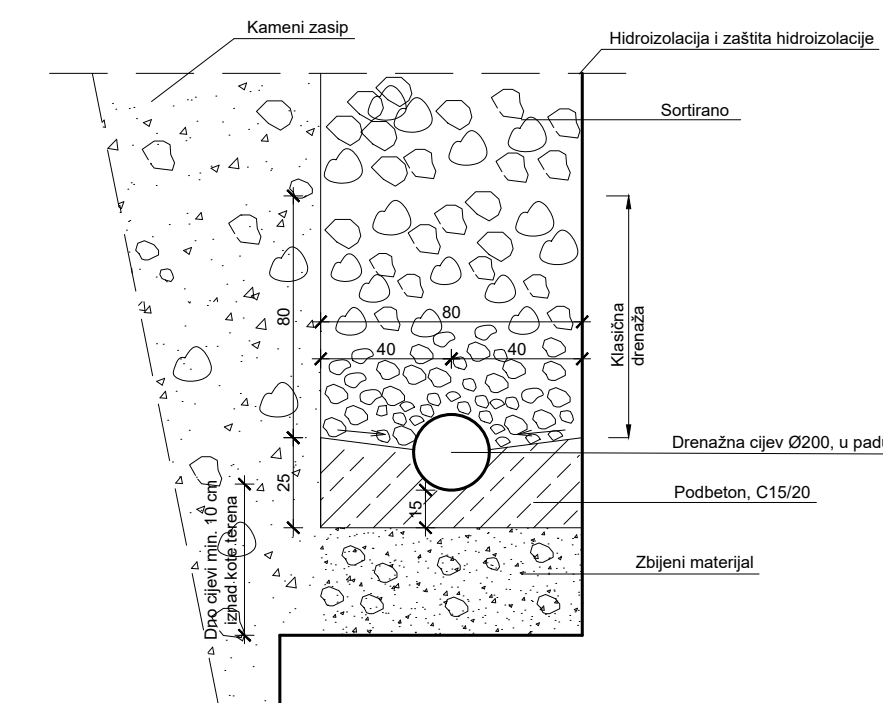 Kameni zasip
Hidroizolacija i zaštita hidroizolacije
Sortirano
80
80
40
40
Klasična
drenaža
Drenažna cijev Ø200, u padu
25
Podbeton, C15/20
15
Dno cijevi min. 10 cm
iznad kote terena
Zbijeni materijal